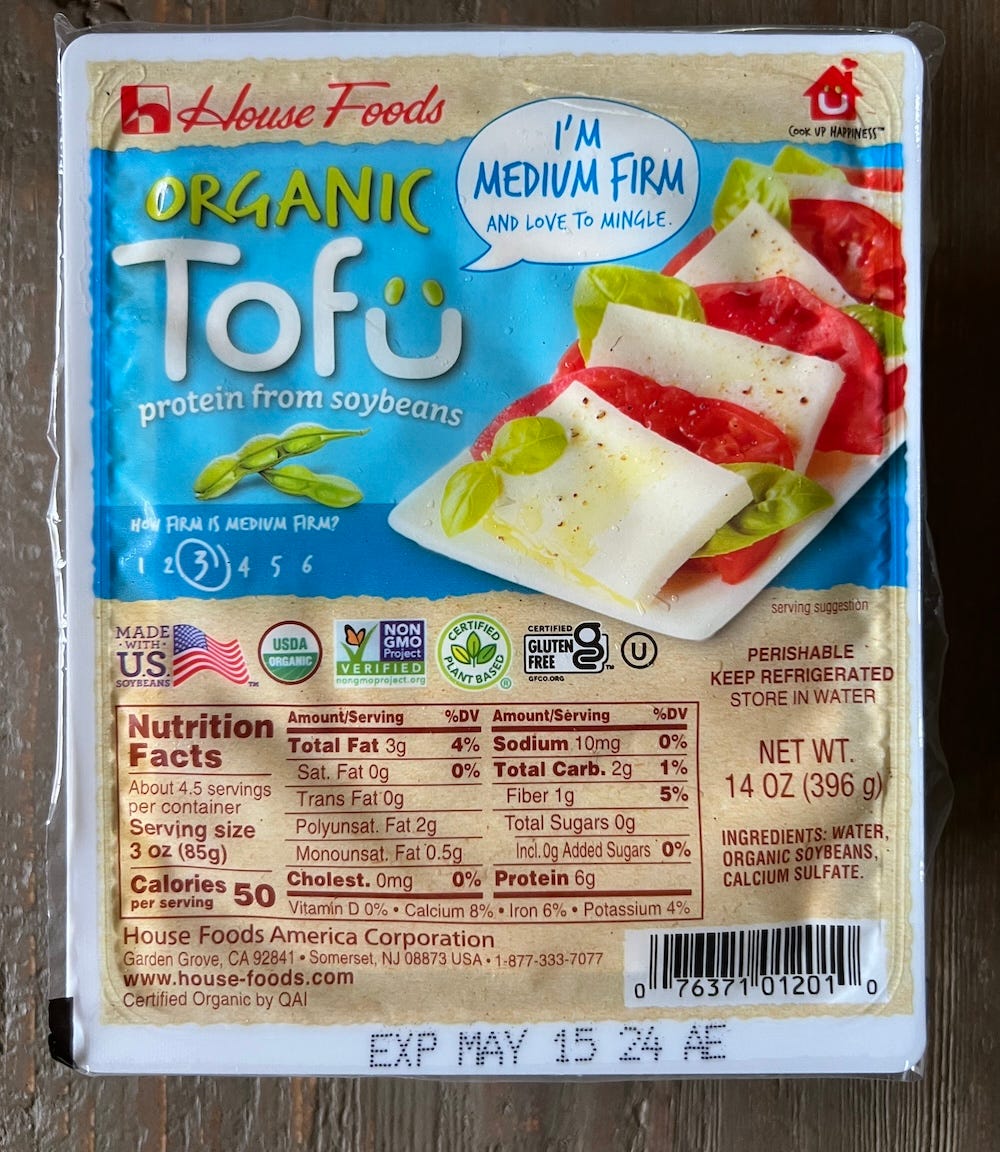 House Foods
COOK UP HAPPINESS™
I'M
MEDIUM FIRM
AND LOVE TO MINGLE.
ORGANIC
Tofu
protein from soybeans
HOW FIRM IS MEDIUM FIRM?
1 2 3 4 5 6
serving suggestion
MADE
WITH
U.S.
SOYBEANS
™
USDA
ORGANIC
NON
GMO
Project
VERIFIED
nongmoproject.org
CERTIFIED
PLANT BASED
®
CERTIFIED
GLUTEN
FREE
GFCO.ORG
™
U
PERISHABLE
KEEP REFRIGERATED
STORE IN WATER
NET WT.
14 OZ (396 g)
INGREDIENTS: WATER,
ORGANIC SOYBEANS,
CALCIUM SULFATE.
Nutrition
Facts
About 4.5 servings
per container
Serving size
3 oz (85g)
Calories 50
per serving
Amount/Serving %DV
Total Fat 3g 4%
Sat. Fat 0g 0%
Trans Fat 0g
Polyunsat. Fat 2g
Monounsat. Fat 0.5g
Cholest. 0mg 0%
Amount/Serving %DV
Sodium 10mg 0%
Total Carb. 2g 1%
Fiber 1g 5%
Total Sugars 0g
Incl. 0g Added Sugars 0%
Protein 6g
Vitamin D 0% • Calcium 8% • Iron 6% • Potassium 4%
House Foods America Corporation
Garden Grove, CA 92841 • Somerset, NJ 08873 USA • 1-877-333-7077
www.house-foods.com
Certified Organic by QAI
0 76371 01201 0
EXP MAY 15 24 AE